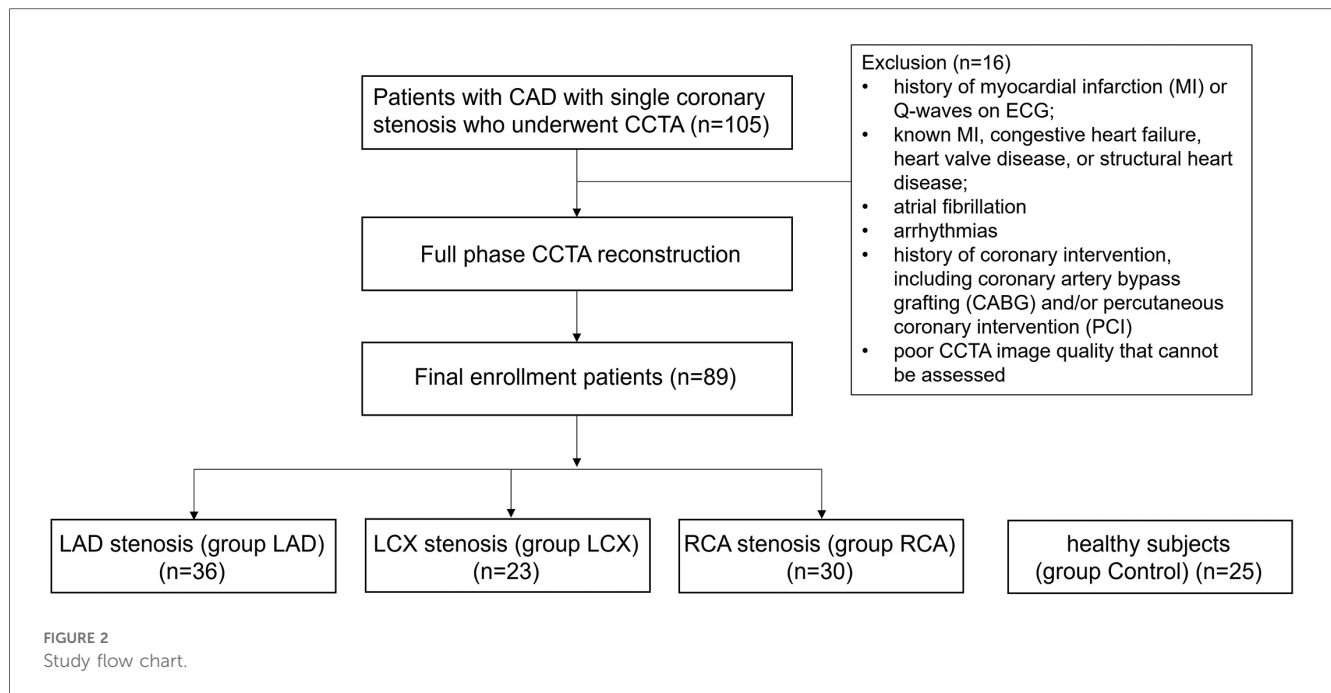 Patients with CAD with single coronary
stenosis who underwent CCTA (n=105)
Exclusion (n=16)
• history of myocardial infarction (MI) or
Q-waves on ECG;
• known MI, congestive heart failure,
heart valve disease, or structural heart
disease;
• atrial fibrillation
• arrhythmias
• history of coronary intervention,
including coronary artery bypass
grafting (CABG) and/or percutaneous
coronary intervention (PCI)
• poor CCTA image quality that cannot
be assessed
Full phase CCTA reconstruction
Final enrollment patients (n=89)
LAD stenosis (group LAD)
(n=36)
LCX stenosis (group LCX)
(n=23)
RCA stenosis (group RCA)
(n=30)
healthy subjects
(group Control) (n=25)
FIGURE 2
Study flow chart.